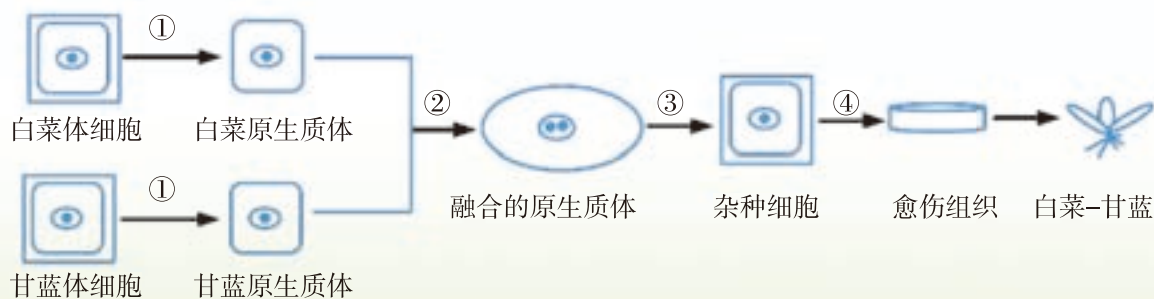 ①
②
③
④
白菜体细胞
白菜原生质体
①
融合的原生质体
杂种细胞
愈伤组织
白菜–甘蓝
甘蓝体细胞
甘蓝原生质体